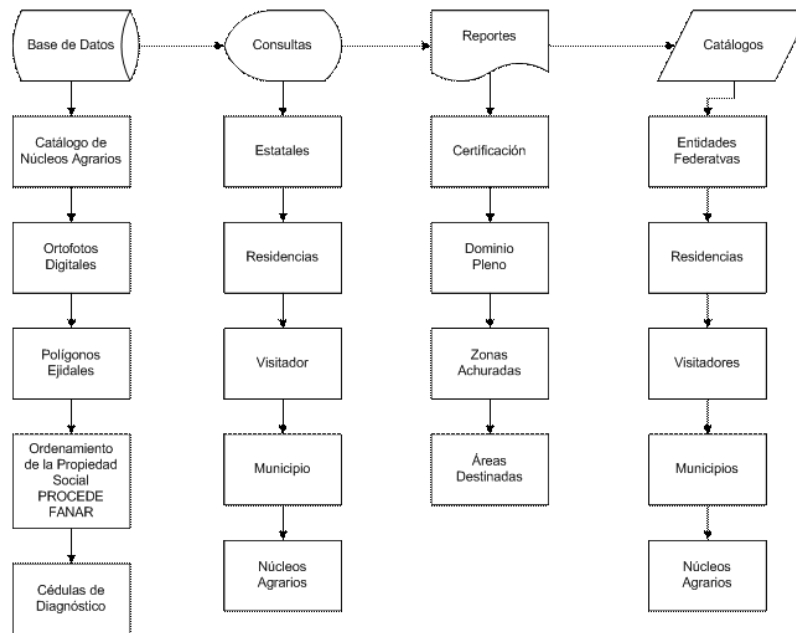 Base de Datos
Consultas
Reportes
Catálogos
Catálogo de
Núcleos Agrarios
Estatales
Certificación
Entidades
Federatvas
Ortofotos
Digitales
Residencias
Dominio
Pleno
Residencias
Polígonos
Ejidales
Visitador
Zonas
Achuradas
Visitadores
Ordenamiento
de la Propiedad
Social
PROCEDE
FANAR
Municipio
Áreas
Destinadas
Municipios
Cédulas de
Diagnóstico
Núcleos
Agrarios
Núcleos
Agrarios